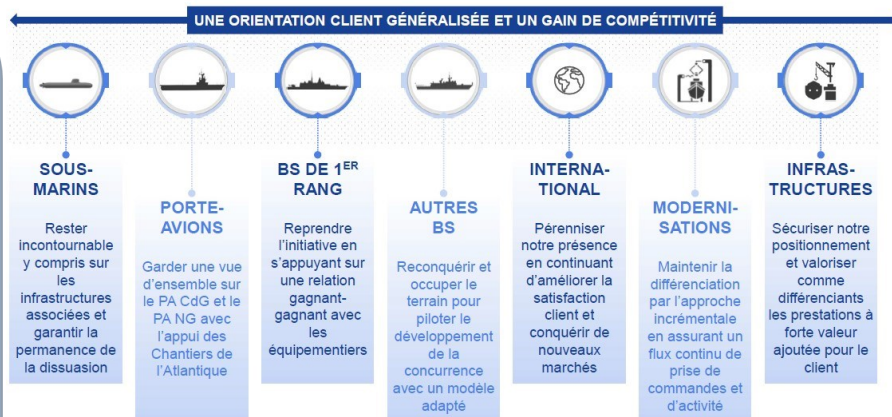 UNE ORIENTATION CLIENT GÉNÉRALISÉE ET UN GAIN DE COMPÉTITIVITÉ
SOUS-
MARINS
Rester
incontournable
y compris sur
les
infrastructures
associées et
garantir la
permanence de
la dissuasion
PORTE-
AVIONS
Garder une vue
d'ensemble sur
le PA CdG et le
PA NG avec
l'appui des
Chantiers de
l'Atlantique
BS DE 1ER
RANG
Reprendre
l'initiative en
s'appuyant sur
une relation
gagnant-
gagnant avec
les
équipementiers
AUTRES
BS
Reconquérir et
occuper le
terrain pour
piloter le
développement
de la
concurrence
avec un modèle
adapté
INTERNA-
TIONAL
Pérenniser
notre présence
en continuant
d'améliorer la
satisfaction
client et
conquérir de
nouveaux
marchés
MODERNI-
SATIONS
Maintenir la
différenciation
par l'approche
incrémentale
en assurant un
flux continu de
prise de
commandes et
d'activité
INFRAS-
TRUCTURES
Sécuriser notre
positionnement
et valoriser
comme
différenciants
les prestations à
forte valeur
ajoutée pour le
client